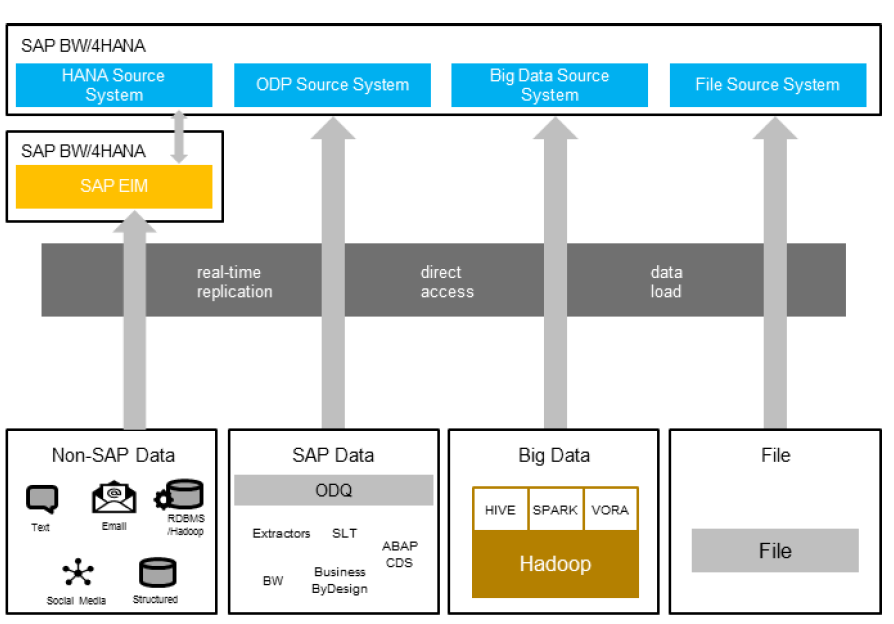 SAP BW/4HANA
HANA Source
System
ODP Source System
Big Data Source
System
File Source System
SAP BW/4HANA
SAP EIM
real-time
replication
direct
access
data
load
Non-SAP Data
Text
@
Email
RDBMS
/Hadoop
Social Media
Structured
SAP Data
ODQ
Extractors
SLT
ABAP
CDS
BW
Business
ByDesign
Big Data
HIVE
SPARK
VORA
Hadoop
File
File